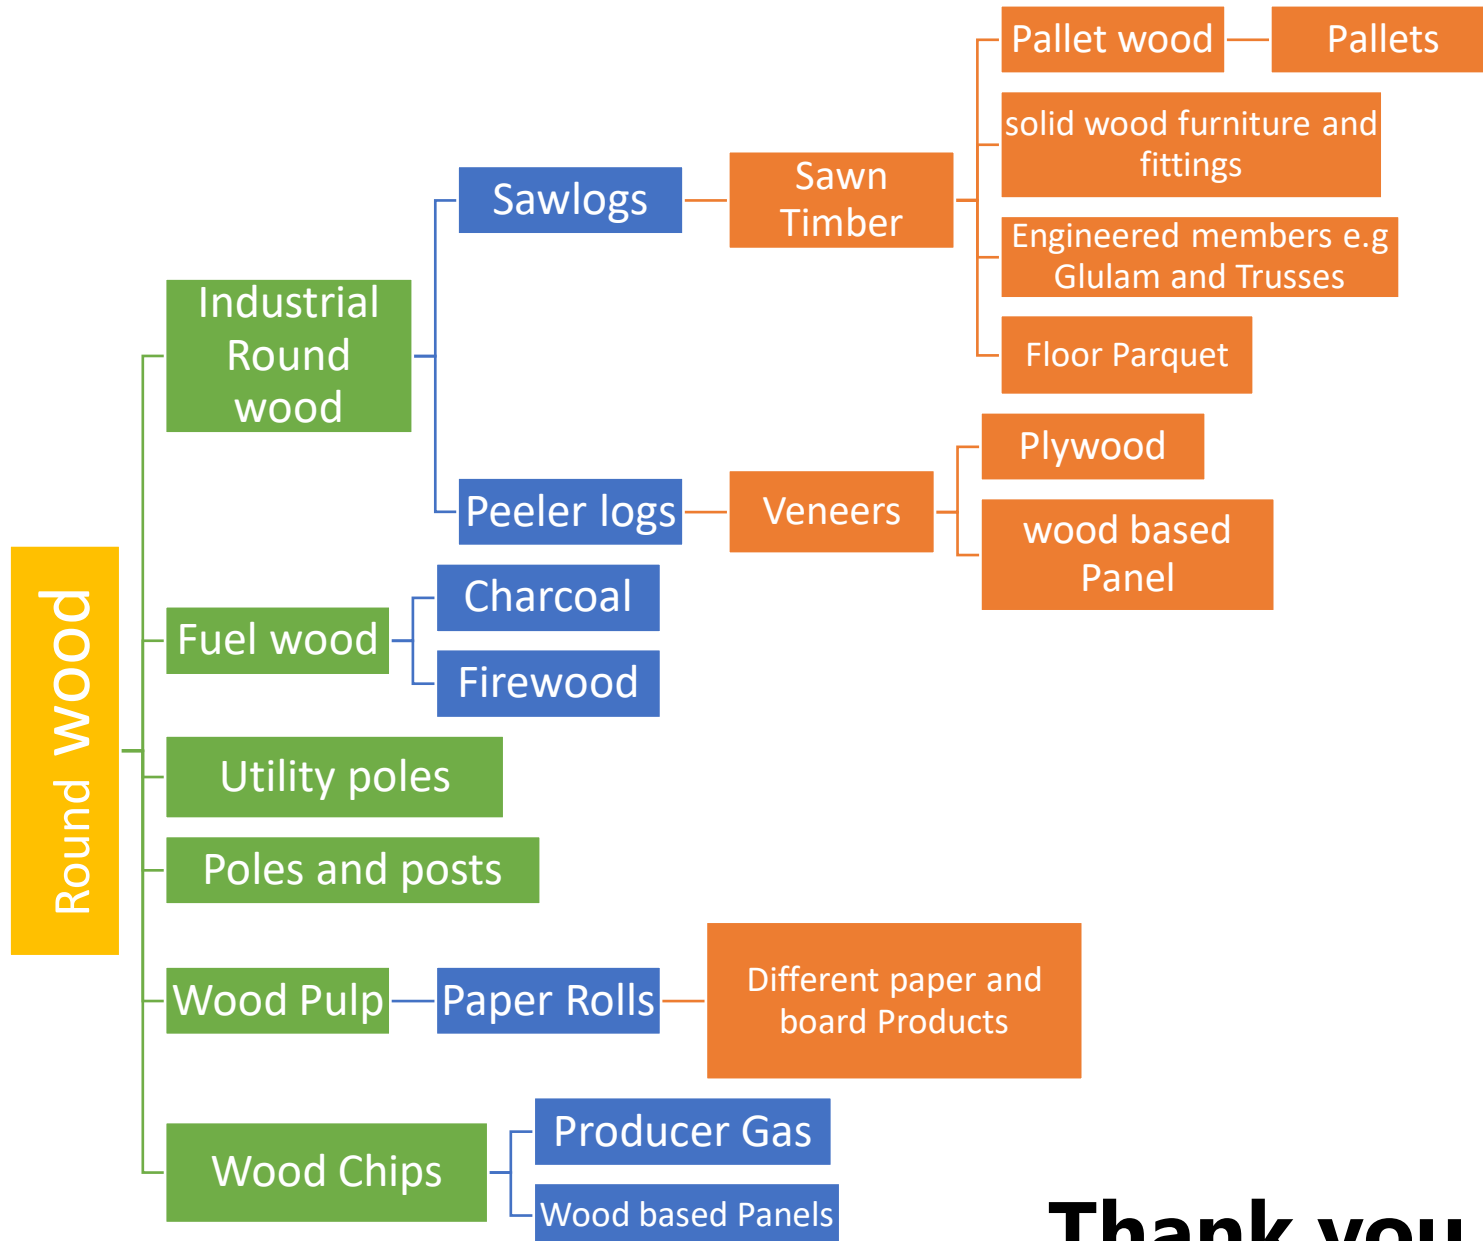 Pallet wood
Pallets
solid wood furniture and
fittings
Sawlogs
Sawn
Timber
Engineered members e.g
Glulam and Trusses
Industrial
Round
wood
Floor Parquet
Plywood
Peeler logs
Veneers
wood based
Panel
Charcoal
Fuel wood
Firewood
Round wood
Utility poles
Poles and posts
Wood Pulp
Paper Rolls
Different paper and
board Products
Producer Gas
Wood Chips
Wood based Panels
Thank you